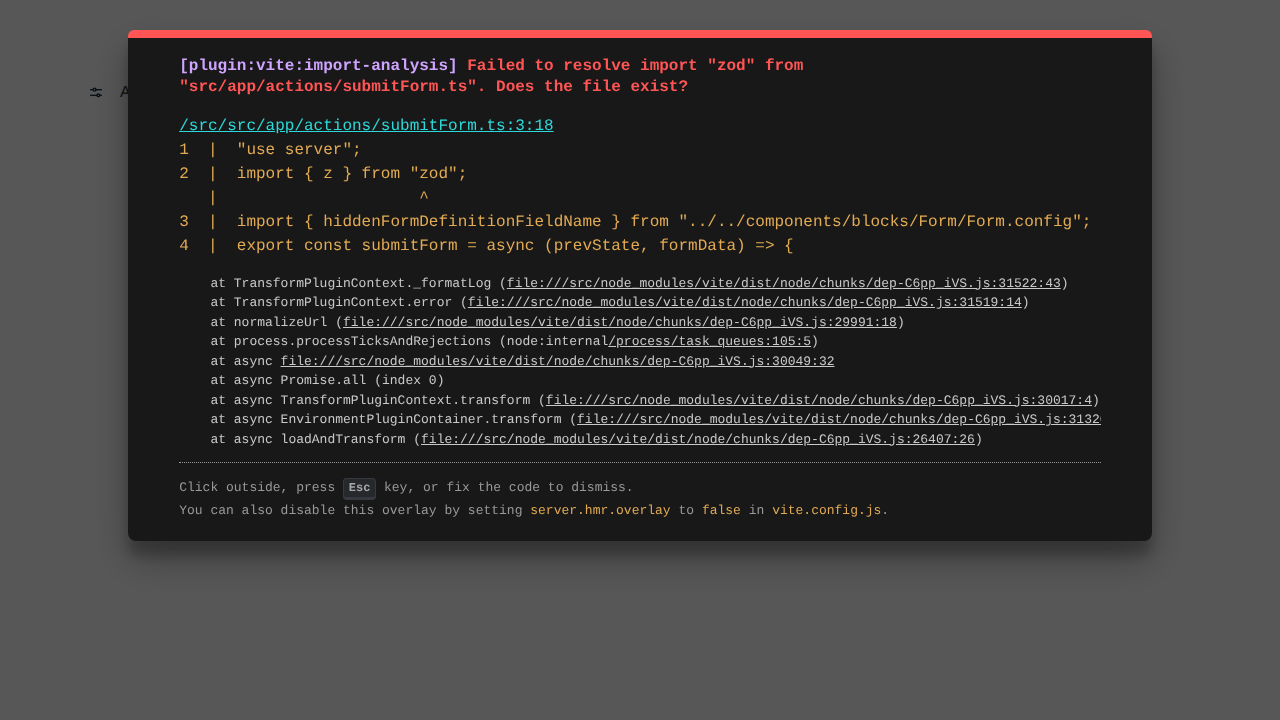 A
[plugin:vite:import-analysis] Failed to resolve import "zod" from
"src/app/actions/submitForm.ts". Does the file exist?
/src/src/app/actions/submitForm.ts:3:18
1  |  "use server";
2  |  import { z } from "zod";
   |                     ^
3  |  import { hiddenFormDefinitionFieldName } from "../../components/blocks/Form/Form.config";
4  |  export const submitForm = async (prevState, formData) => {
at TransformPluginContext._formatLog (file:///src/node_modules/vite/dist/node/chunks/dep-C6pp_iVS.js:31522:43)
at TransformPluginContext.error (file:///src/node_modules/vite/dist/node/chunks/dep-C6pp_iVS.js:31519:14)
at normalizeUrl (file:///src/node_modules/vite/dist/node/chunks/dep-C6pp_iVS.js:29991:18)
at process.processTicksAndRejections (node:internal/process/task_queues:105:5)
at async file:///src/node_modules/vite/dist/node/chunks/dep-C6pp_iVS.js:30049:32
at async Promise.all (index 0)
at async TransformPluginContext.transform (file:///src/node_modules/vite/dist/node/chunks/dep-C6pp_iVS.js:30017:4)
at async EnvironmentPluginContainer.transform (file:///src/node_modules/vite/dist/node/chunks/dep-C6pp_iVS.js:3132
at async loadAndTransform (file:///src/node_modules/vite/dist/node/chunks/dep-C6pp_iVS.js:26407:26)
Click outside, press Esc key, or fix the code to dismiss.
You can also disable this overlay by setting server.hmr.overlay to false in vite.config.js.